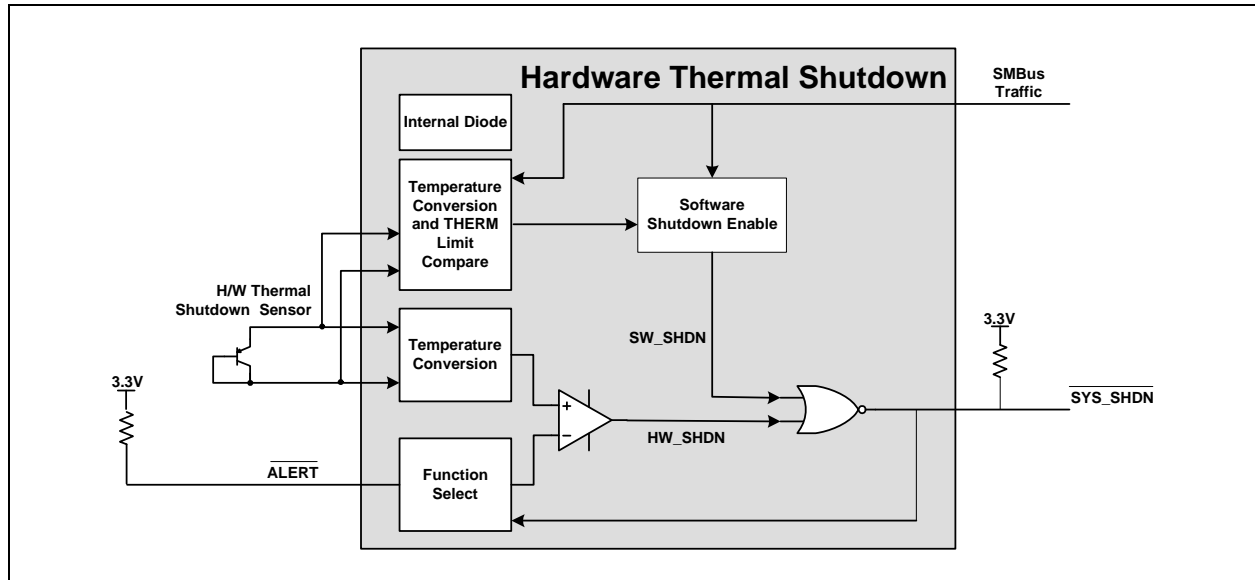 Hardware Thermal Shutdown
SMBus
Traffic
Internal Diode
Temperature
Conversion
and THERM
Limit
Compare
Software
Shutdown Enable
H/W Thermal
Shutdown Sensor
Temperature
Conversion
SW_SHDN
3.3V
3.3V
+
−
HW_SHDN
SYS_SHDN
ALERT
Function
Select